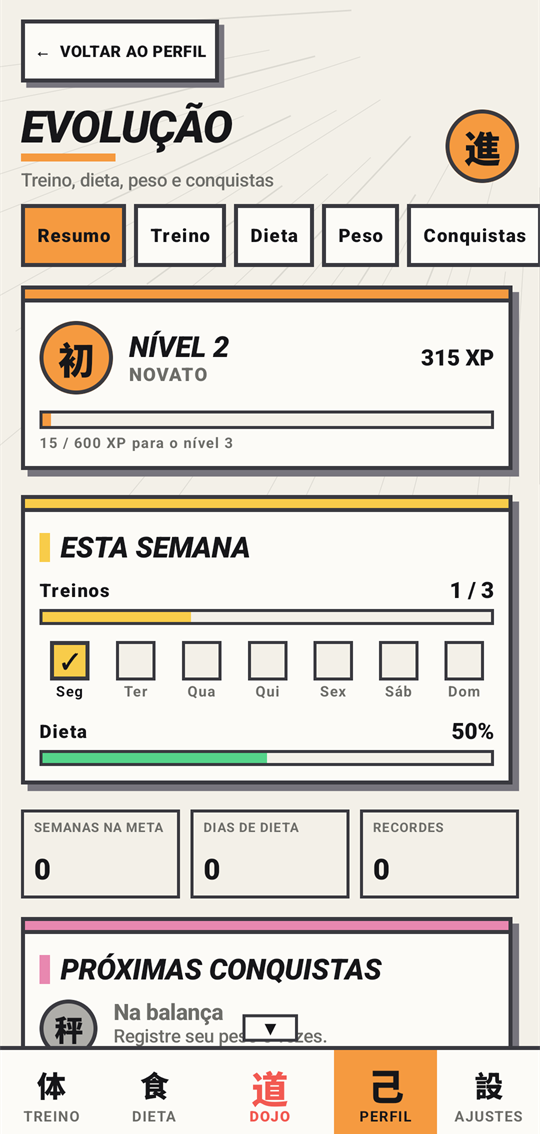 ← VOLTAR AO PERFIL
EVOLUÇÃO
進
Treino, dieta, peso e conquistas
Resumo Treino Dieta Peso Conquistas
初
NÍVEL 2
315 XP
NOVATO
15 / 600 XP para o nível 3
ESTA SEMANA
Treinos 1 / 3
✓
Seg Ter Qua Qui Sex Sáb Dom
Dieta 50%
SEMANAS NA META DIAS DE DIETA RECORDES
0 0 0
PRÓXIMAS CONQUISTAS
秤
Na balança
Registre seu pes zes.
▼
体 食 道 己 設
TREINO DIETA DOJO PERFIL AJUSTES